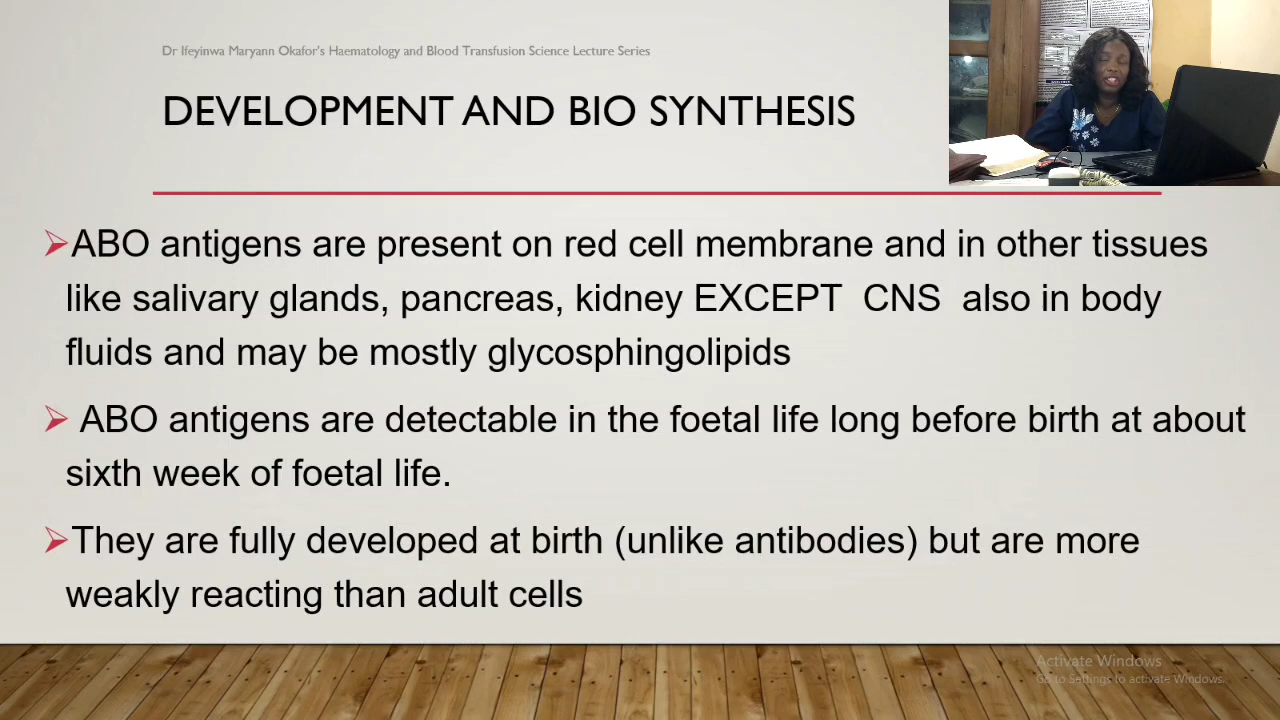 Dr Ifeyinwa Maryann Okafor's Haematology and Blood Transfusion Science Lecture Series
DEVELOPMENT AND BIO SYNTHESIS
ABO antigens are present on red cell membrane and in other tissues
like salivary glands, pancreas, kidney EXCEPT CNS also in body
fluids and may be mostly glycosphingolipids
ABO antigens are detectable in the foetal life long before birth at about
sixth week of foetal life.
They are fully developed at birth (unlike antibodies) but are more
weakly reacting than adult cells
Activate Windows
Go to Settings to activate Windows.